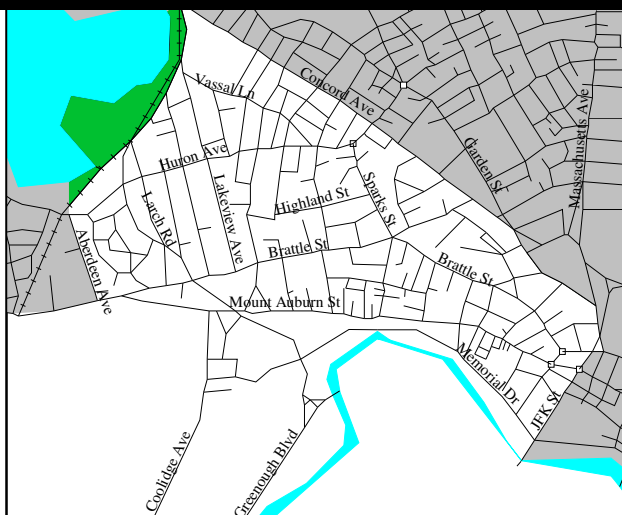 Vassal Ln
Concord Ave
Massachusetts Ave
Garden St
Huron Ave
Sparks St
Lakeview Ave
Highland St
Larch Rd
Brattle St
Brattle St
Aberdeen Ave
Mount Auburn St
Memorial Dr
JFK St
Coolidge Ave
Greenough Blvd